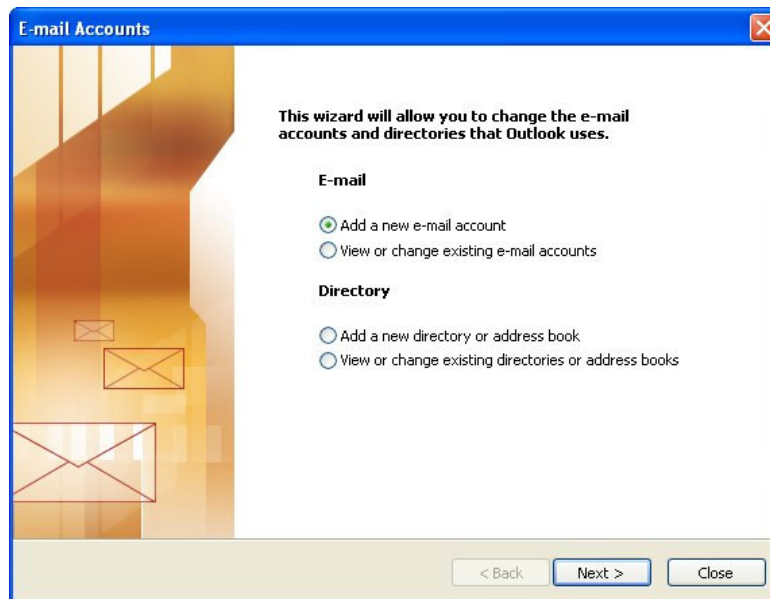 E-mail Accounts
This wizard will allow you to change the e-mail
accounts and directories that Outlook uses.
E-mail
Add a new e-mail account
View or change existing e-mail accounts
Directory
Add a new directory or address book
View or change existing directories or address books
< Back Next > Close